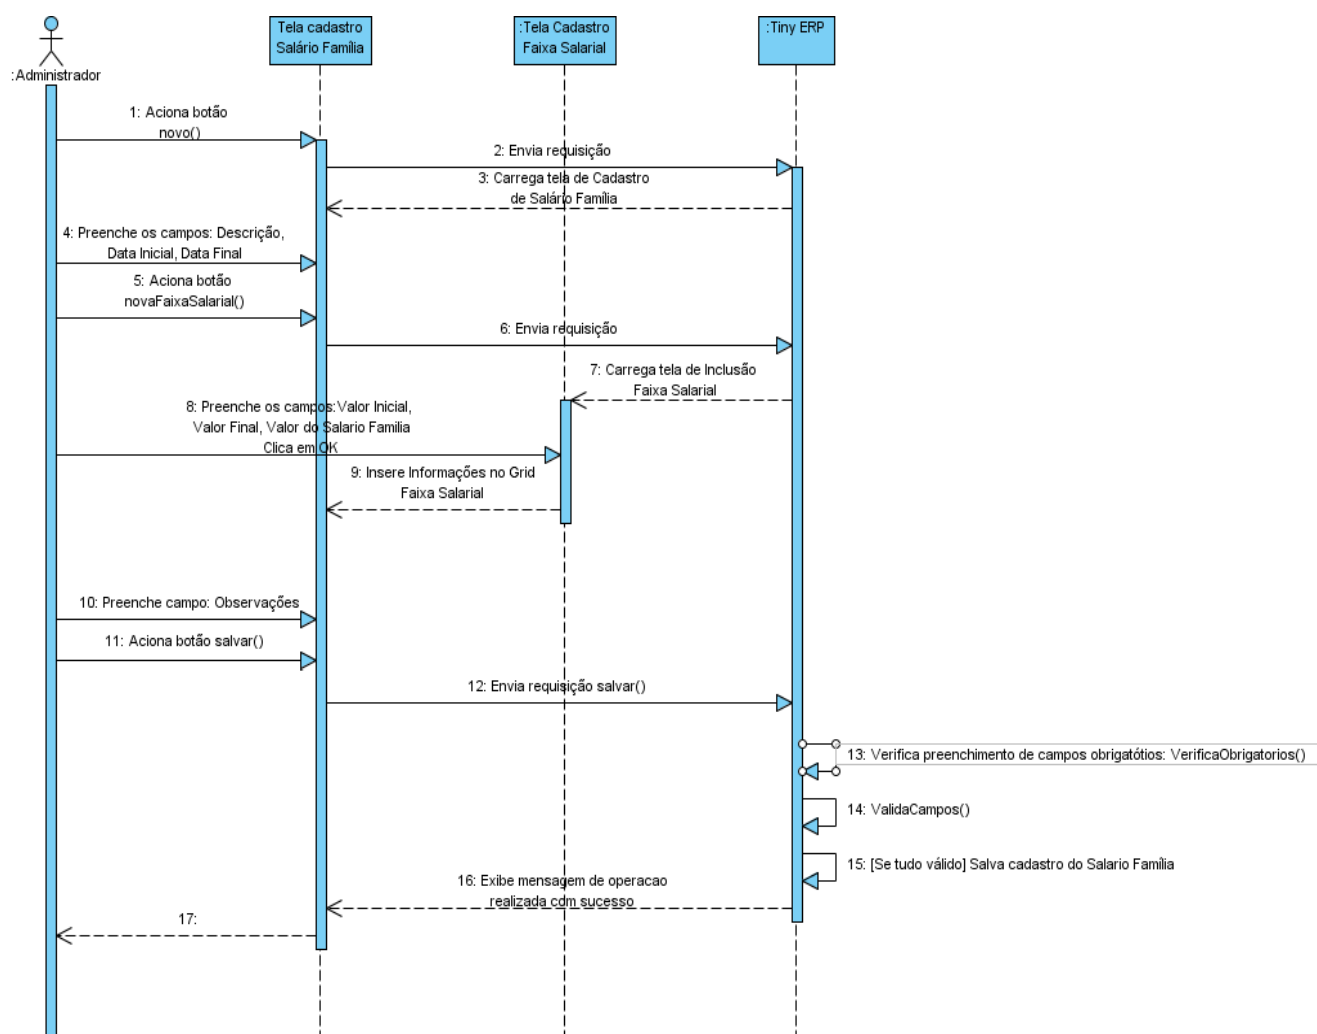 Tela cadastro
Salário Família
:Tela Cadastro
Faixa Salarial
:Tiny ERP
:Administrador
1: Aciona botão
novo()
2: Envia requisição
3: Carrega tela de Cadastro
de Salário Família
4: Preenche os campos: Descrição,
Data Inicial, Data Final
5: Aciona botão
novaFaixaSalarial()
6: Envia requisição
7: Carrega tela de Inclusão
Faixa Salarial
8: Preenche os campos:Valor Inicial,
Valor Final, Valor do Salario Familia
Clica em OK
9: Insere Informações no Grid
Faixa Salarial
10: Preenche campo: Observações
11: Aciona botão salvar()
12: Envia requisição salvar()
13: Verifica preenchimento de campos obrigatótios: VerificaObrigatorios()
14: ValidaCampos()
15: [Se tudo válido] Salva cadastro do Salario Família
16: Exibe mensagem de operacao
realizada com sucesso
17: